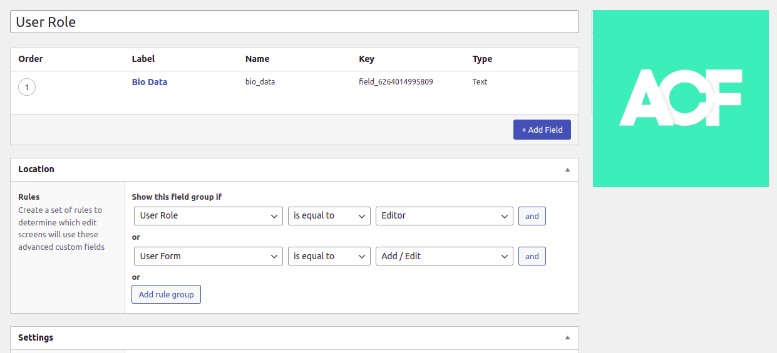 User Role
Order Label Name Key Type
1 Bio Data bio_data field_6264014995809 Text
+ Add Field
Location
Rules
Create a set of rules to
determine which edit
screens will use these
advanced custom fields
Show this field group if
User Role is equal to Editor and
or
User Form is equal to Add / Edit and
or
Add rule group
Settings
ACF